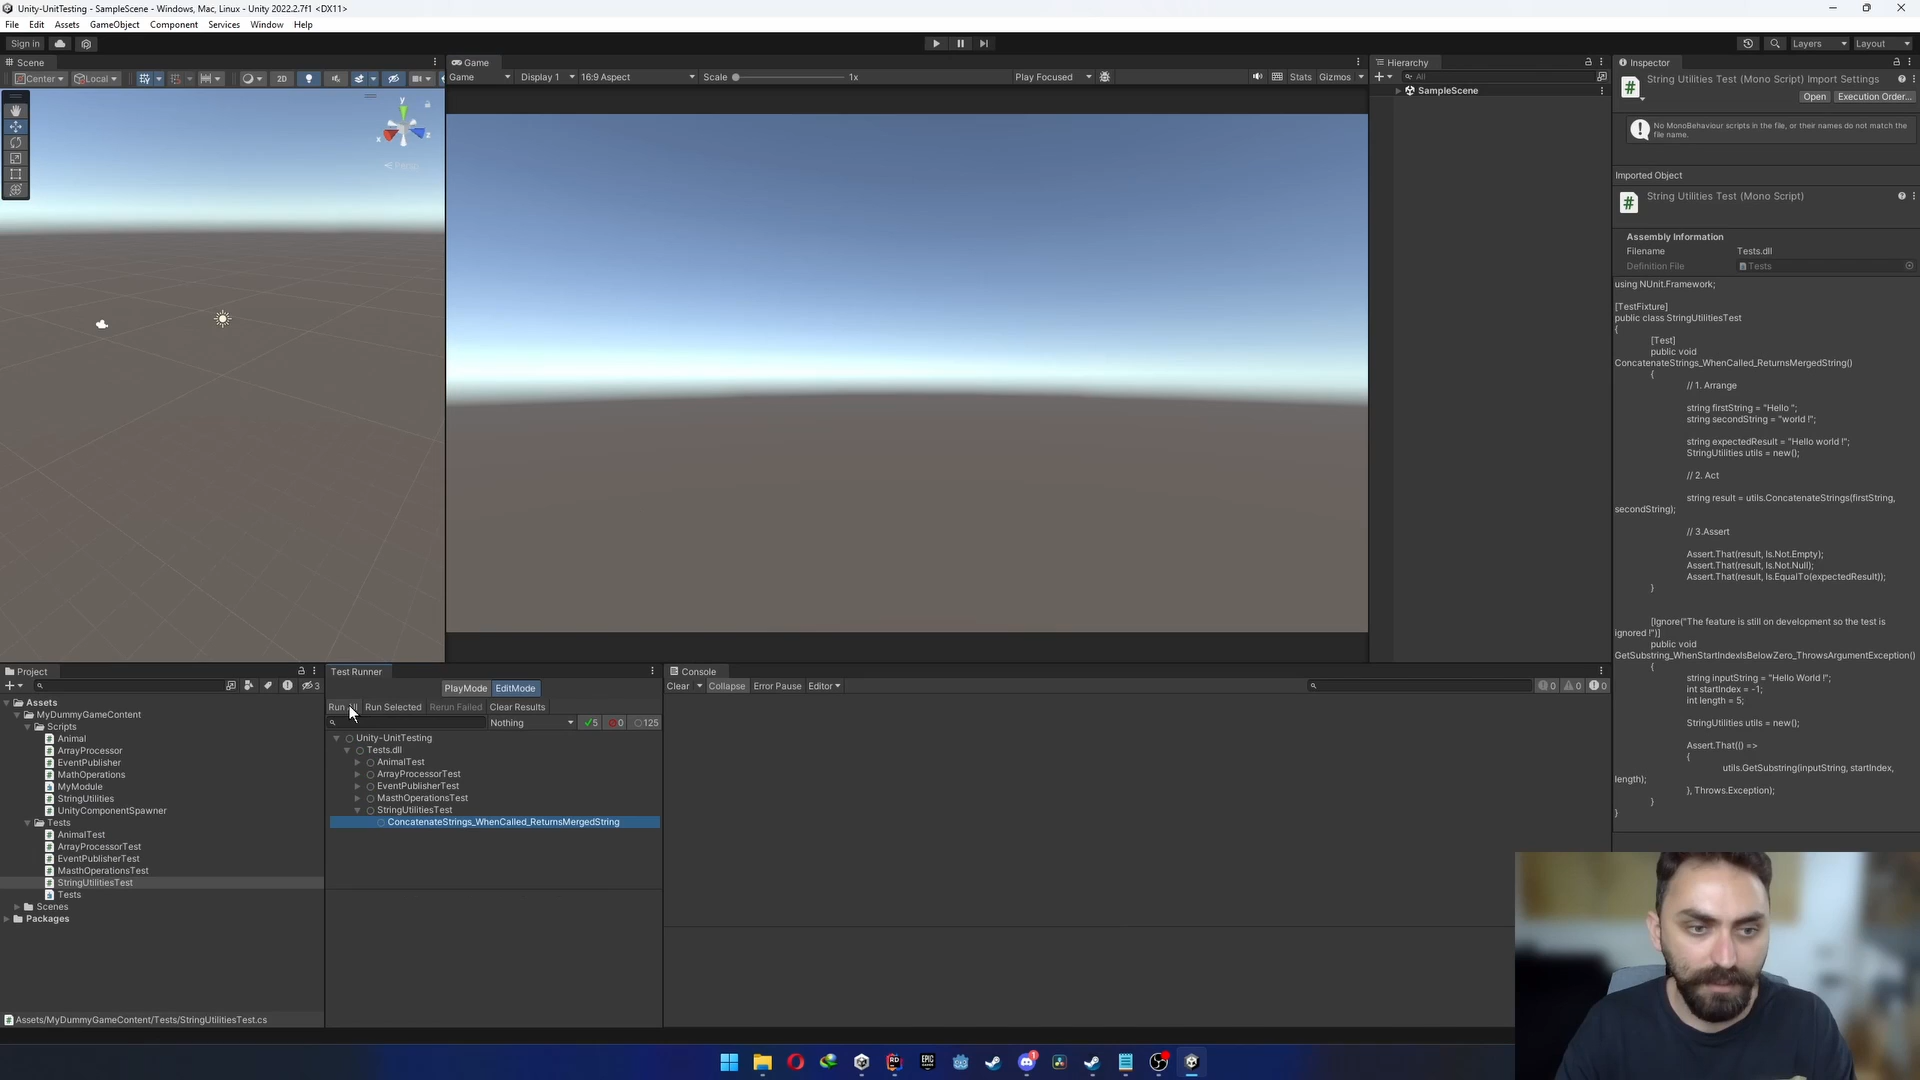 Unity-UnitTesting - SampleScene - Windows, Mac, Linux - Unity 2022.2.7f1 <DX11>
File Edit Assets GameObject Component Services Window Help
Sign in
Layers
Layout
Scene
Center
Local
2D
y
x
z
Persp
Game
Game
Display 1
16:9 Aspect
Scale
1x
Play Focused
Stats
Gizmos
Hierarchy
All
SampleScene
Inspector
String Utilities Test (Mono Script) Import Settings
Open
Execution Order...
No MonoBehaviour scripts in the file, or their names do not match the
file name.
Imported Object
String Utilities Test (Mono Script)
Assembly Information
Filename Tests.dll
Definition File Tests
using NUnit.Framework;
[TestFixture]
public class StringUtilitiesTest
{
[Test]
public void
ConcatenateStrings_WhenCalled_ReturnsMergedString()
{
// 1. Arrange
string firstString = "Hello ";
string secondString = "world !";
string expectedResult = "Hello world !";
StringUtilities utils = new();
// 2. Act
string result = utils.ConcatenateStrings(firstString,
secondString);
// 3.Assert
Assert.That(result, Is.Not.Empty);
Assert.That(result, Is.Not.Null);
Assert.That(result, Is.EqualTo(expectedResult));
}
[Ignore("The feature is still on development so the test is
ignored !")]
public void
GetSubstring_WhenStartIndexIsBelowZero_ThrowsArgumentException()
{
string inputString = "Hello World !";
int startIndex = -1;
int length = 5;
StringUtilities utils = new();
Assert.That(() =>
{
utils.GetSubstring(inputString, startIndex,
length);
}, Throws.Exception);
}
}
Project
3
Assets
MyDummyGameContent
Scripts
Animal
ArrayProcessor
EventPublisher
MathOperations
MyModule
StringUtilities
UnityComponentSpawner
Tests
AnimalTest
ArrayProcessorTest
EventPublisherTest
MasthOperationsTest
StringUtilitiesTest
Tests
Scenes
Packages
Assets/MyDummyGameContent/Tests/StringUtilitiesTest.cs
Test Runner
PlayMode EditMode
Run All Run Selected Rerun Failed Clear Results
Nothing
5
0
125
Unity-UnitTesting
Tests.dll
AnimalTest
ArrayProcessorTest
EventPublisherTest
MasthOperationsTest
StringUtilitiesTest
ConcatenateStrings_WhenCalled_ReturnsMergedString
Console
Clear
Collapse
Error Pause
Editor
0
0
0
RD
EPIC
1